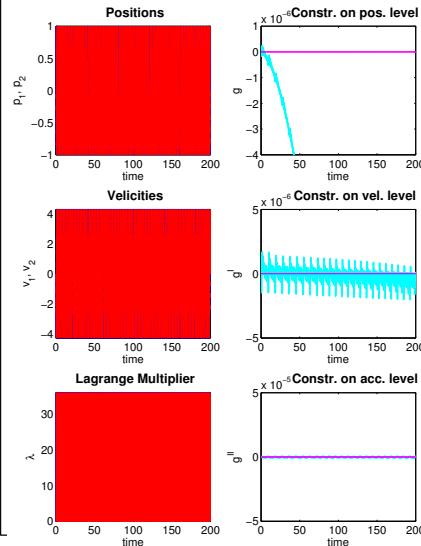 Positions
1
0.5
0
-0.5
-1
p1, p2
0 50 100 150 200
time
x 10^-6 Constr. on pos. level
1
0
-1
-2
-3
-4
g
0 50 100 150 200
time
Velicities
4
2
0
-2
-4
v1, v2
0 50 100 150 200
time
x 10^-6 Constr. on vel. level
5
0
-5
g^I
0 50 100 150 200
time
Lagrange Multiplier
30
20
10
0
λ
0 50 100 150 200
time
x 10^-5 Constr. on acc. level
5
0
-5
g^II
0 50 100 150 200
time